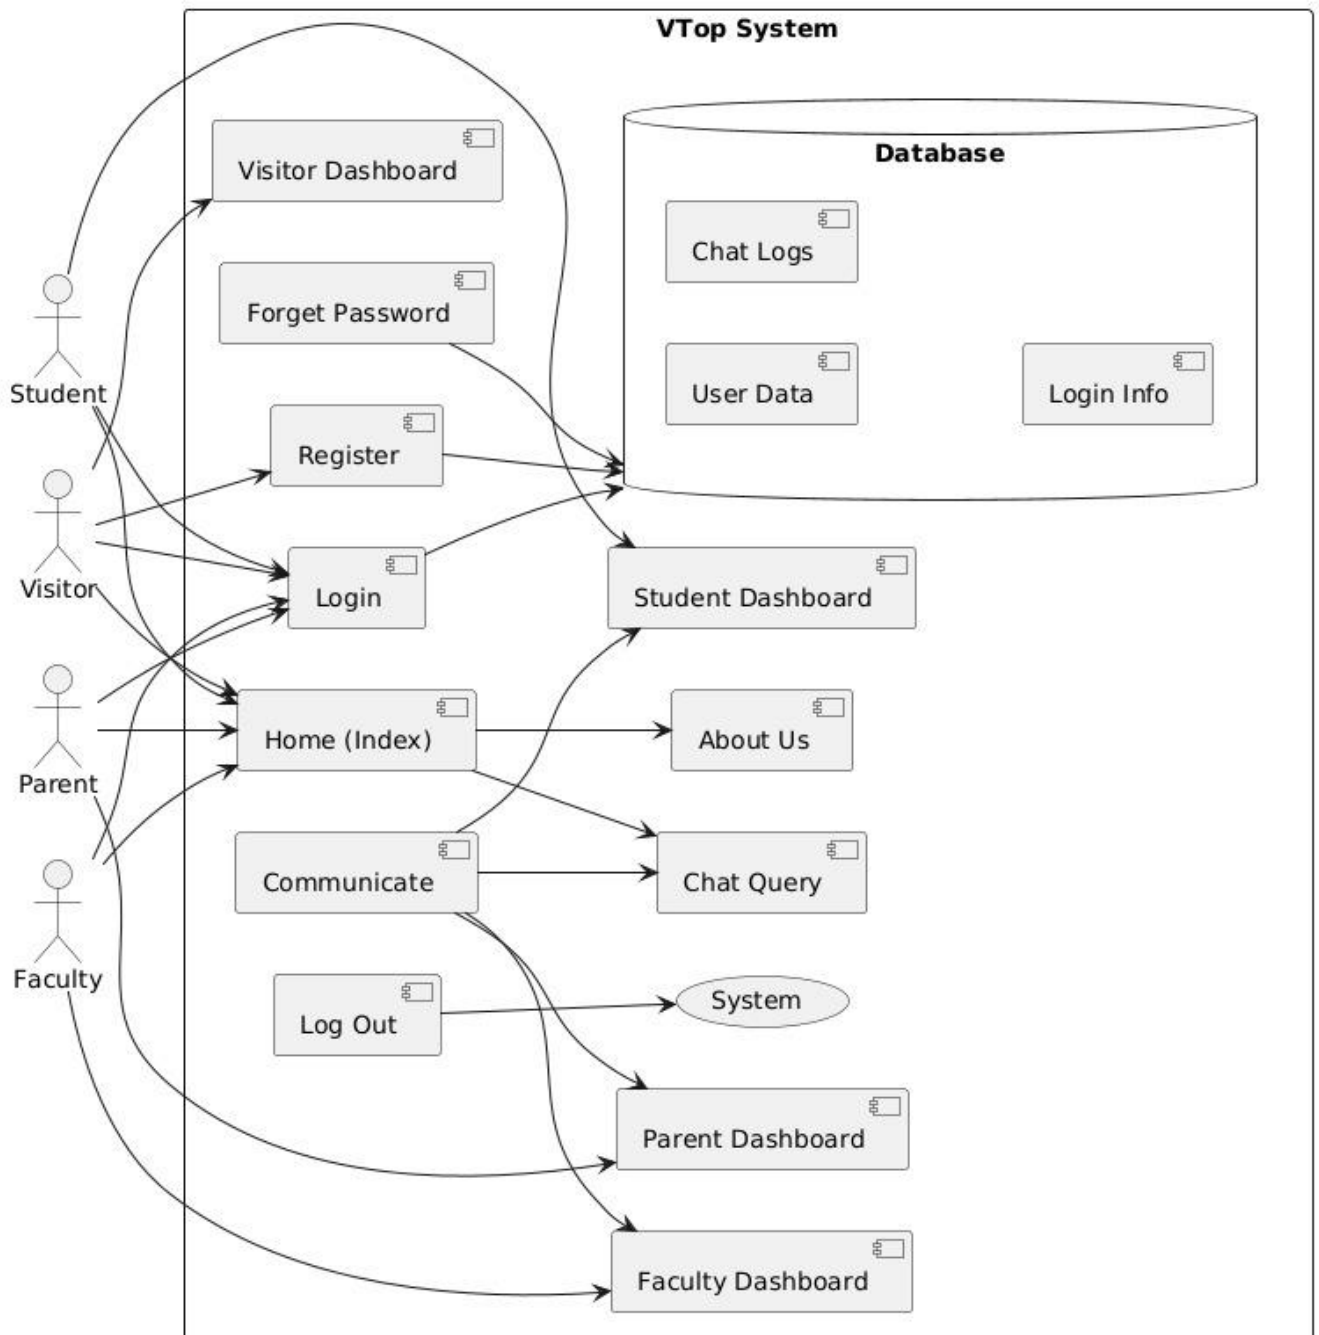 VTop System
Visitor Dashboard
Database
Chat Logs
Forget Password
Student
User Data
Login Info
Register
Visitor
Login
Student Dashboard
Parent
Home (Index)
About Us
Communicate
Chat Query
Faculty
Log Out
System
Parent Dashboard
Faculty Dashboard